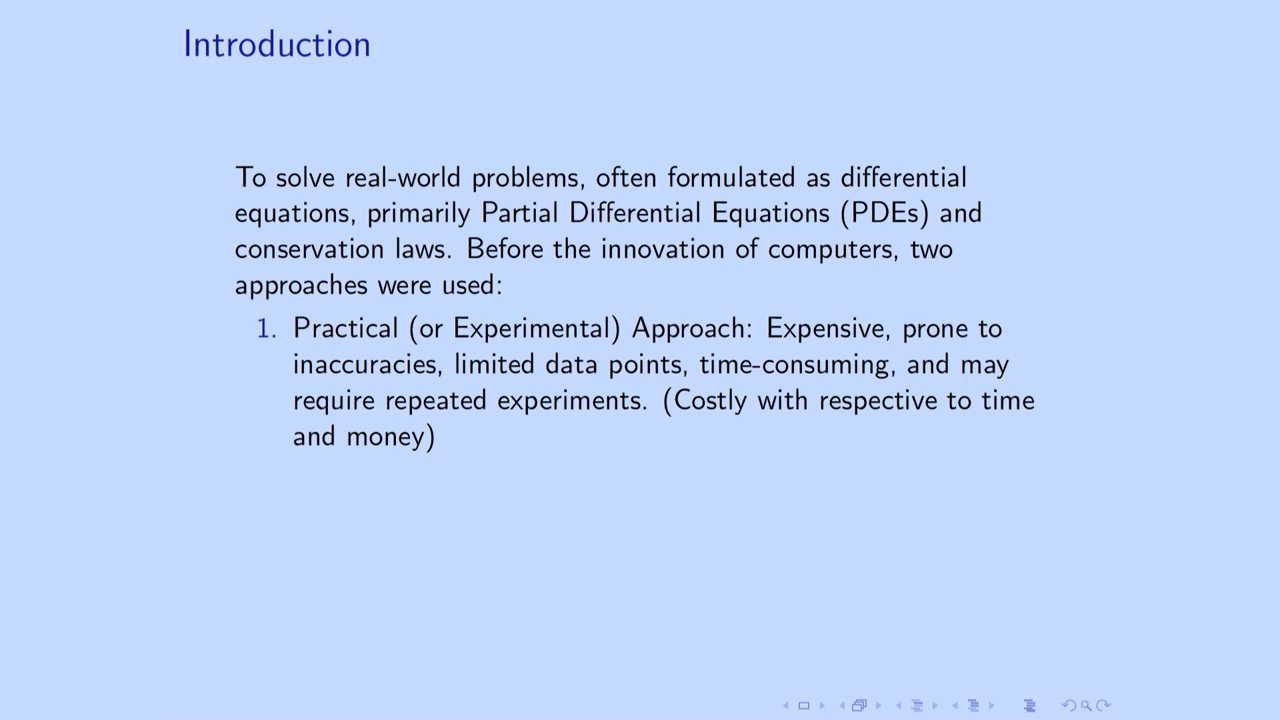 Introduction
To solve real-world problems, often formulated as differential
equations, primarily Partial Differential Equations (PDEs) and
conservation laws. Before the innovation of computers, two
approaches were used:
1. Practical (or Experimental) Approach: Expensive, prone to
inaccuracies, limited data points, time-consuming, and may
require repeated experiments. (Costly with respective to time
and money)